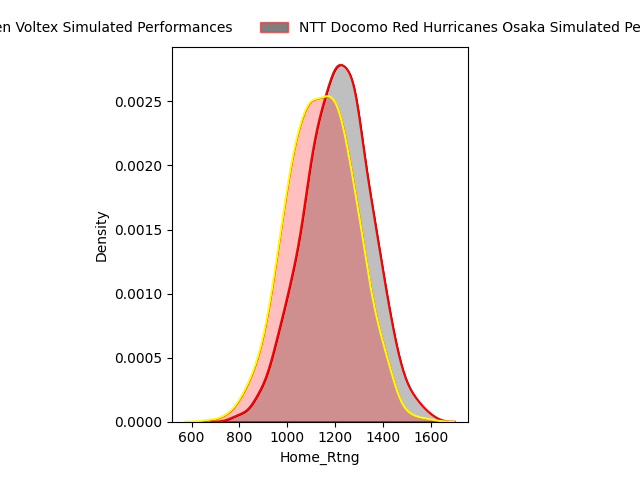 en Voltex Simulated Performances
NTT Docomo Red Hurricanes Osaka Simulated Pe
0.0025
0.0020
0.0015
0.0010
0.0005
0.0000
Density
600 800 1000 1200 1400 1600
Home_Rtng